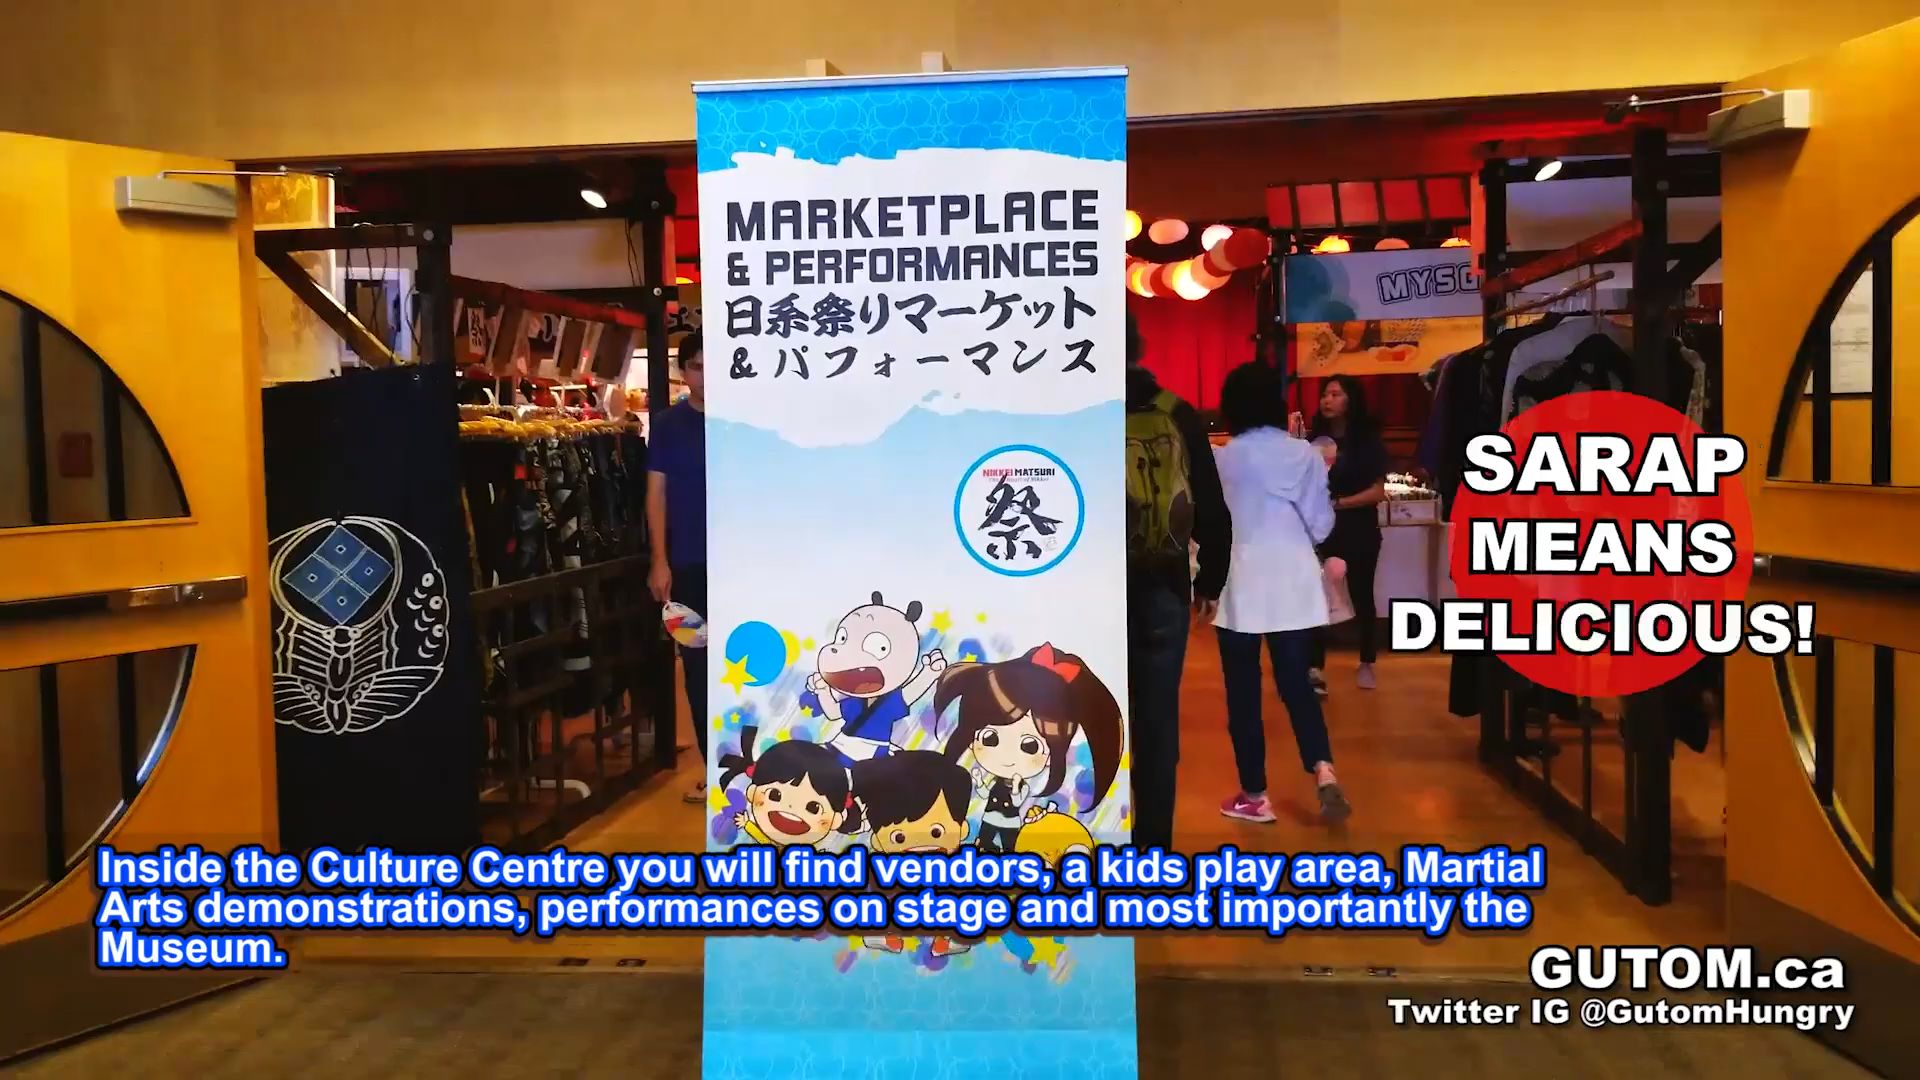 MARKETPLACE
& PERFORMANCES
日系祭りマーケット
&パフォーマンス
NIKKEI MATSURI
祭
SARAP
MEANS
DELICIOUS!
Inside the Culture Centre you will find vendors, a kids play area, Martial
Arts demonstrations, performances on stage and most importantly the
Museum.
GUTOM.ca
Twitter IG @GutomHungry